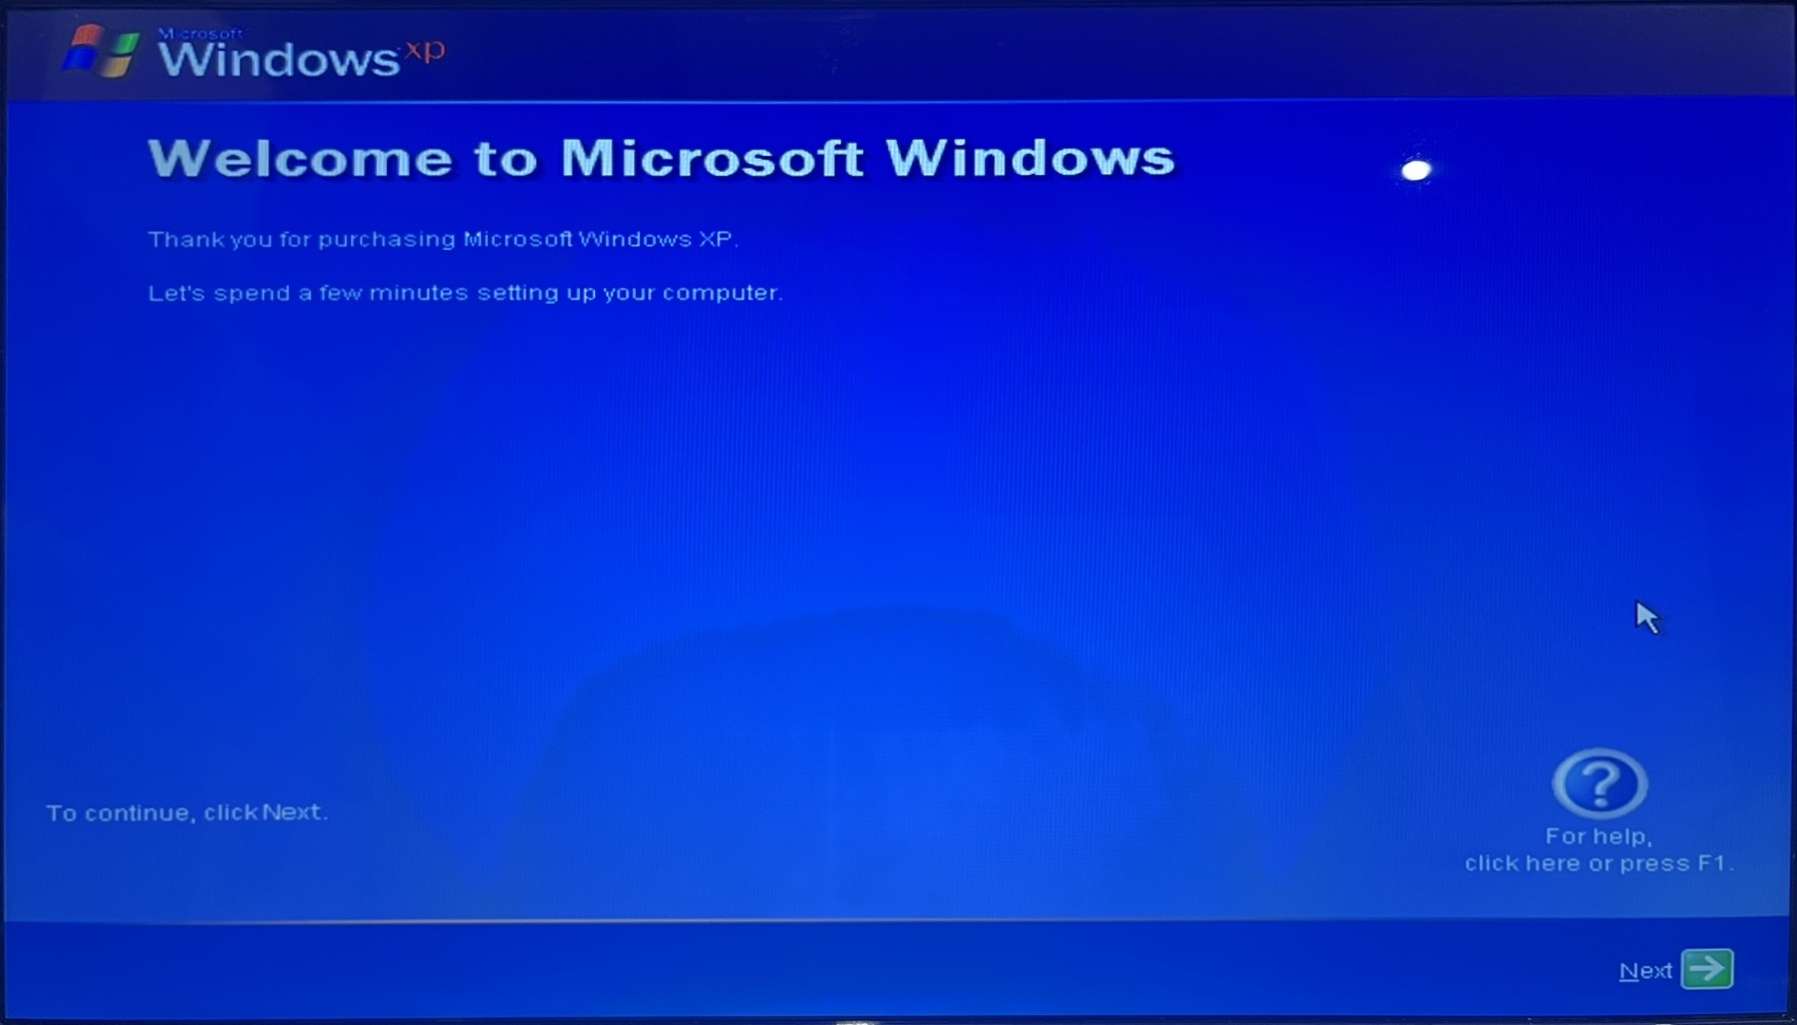 Microsoft
Windows xp
Welcome to Microsoft Windows
Thank you for purchasing Microsoft Windows XP.
Let's spend a few minutes setting up your computer.
To continue, click Next.
?
For help,
click here or press F1.
Next